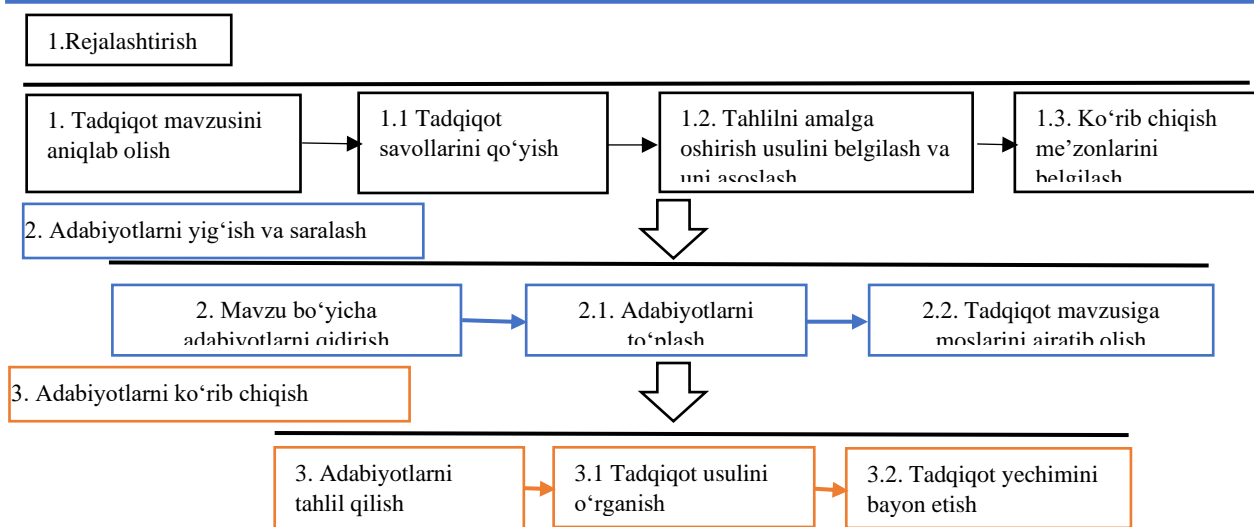 1.Rejalashtirish
1. Tadqiqot mavzusini
aniqlab olish
1.1 Tadqiqot
savollarini qo‘yish
1.2. Tahlilni amalga
oshirish usulini belgilash va
uni asoslash
1.3. Ko‘rib chiqish
me’zonlarini
belgilash
2. Adabiyotlarni yig‘ish va saralash
2. Mavzu bo‘yicha
adabiyotlarni qidirish
2.1. Adabiyotlarni
to‘plash
2.2. Tadqiqot mavzusiga
moslarini ajratib olish
3. Adabiyotlarni ko‘rib chiqish
3. Adabiyotlarni
tahlil qilish
3.1 Tadqiqot usulini
o‘rganish
3.2. Tadqiqot yechimini
bayon etish